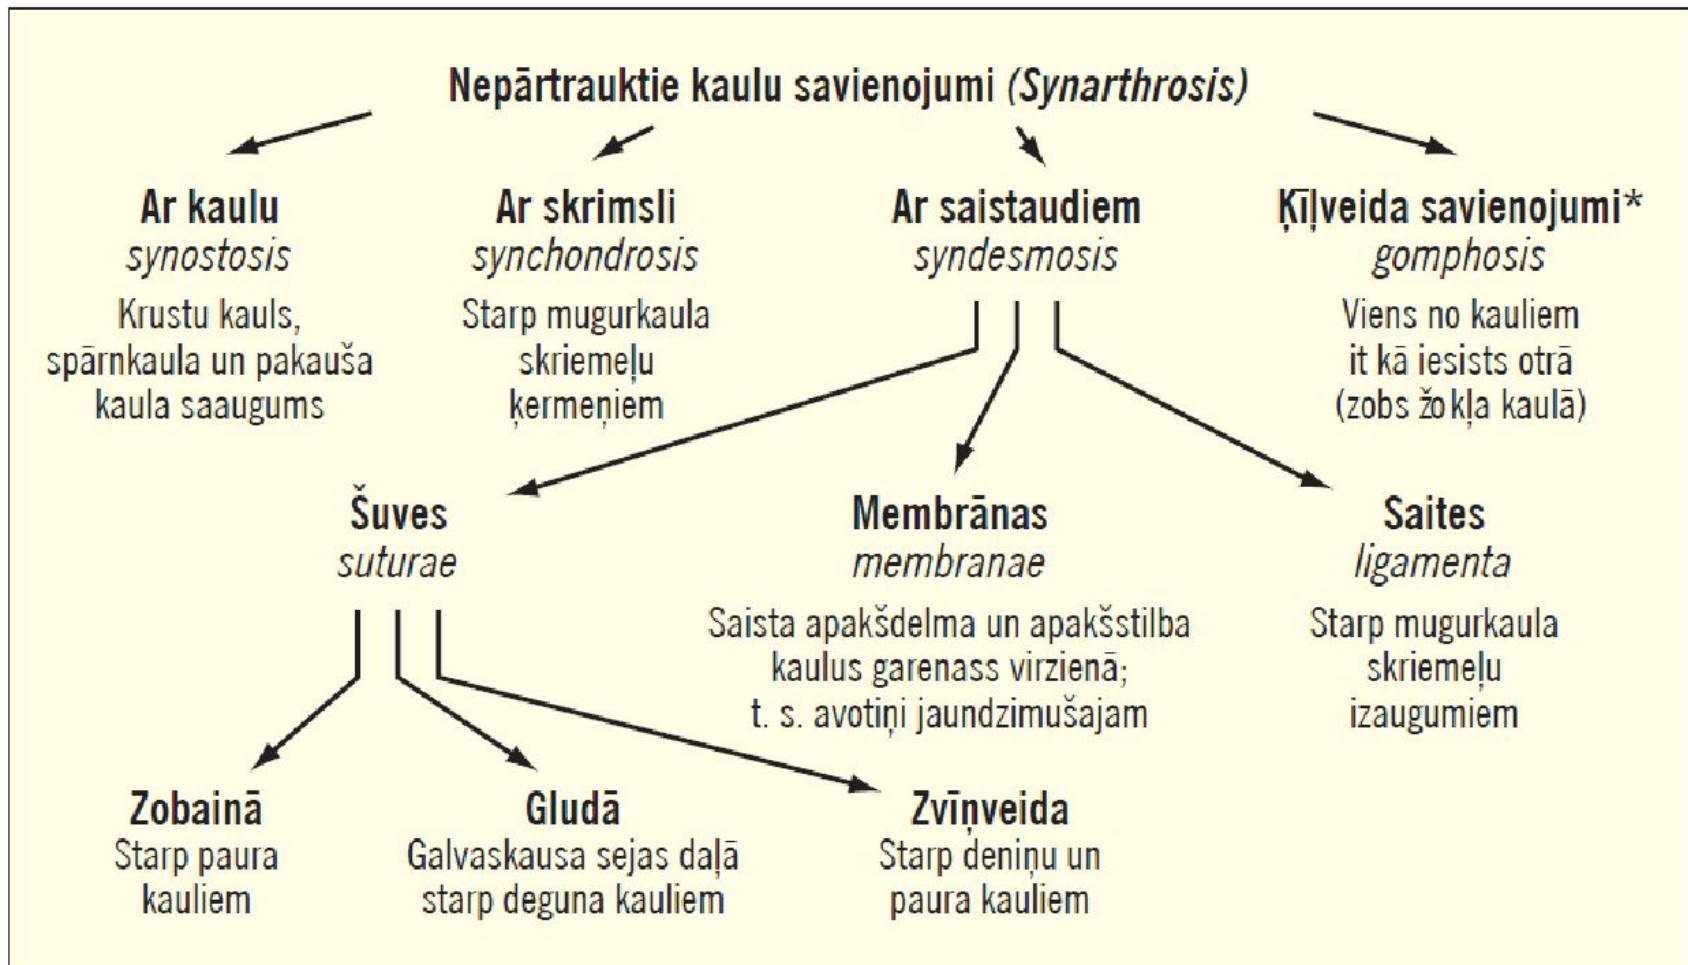 Nepārtrauktie kaulu savienojumi (Synarthrosis)
Ar kaulu
synostosis
Krustu kauls,
spārnkaula un pakauša
kaula saaugums
Ar skrimsli
synchondrosis
Starp mugurkaula
skriemeļu
ķermeņiem
Ar saistaudiem
syndesmosis
Ķīļveida savienojumi*
gomphosis
Viens no kauliem
it kā iesists otrā
(zobs žokļa kaulā)
Šuves
suturae
Membrānas
membranae
Saista apakšdelma un apakšstilba
kaulus garenass virzienā;
t. s. avotiņi jaundzimušajam
Saites
ligamenta
Starp mugurkaula
skriemeļu
izaugumiem
Zobainā
Starp paura
kauliem
Gludā
Galvaskausa sejas daļā
starp deguna kauliem
Zvīņveida
Starp deniņu un
paura kauliem